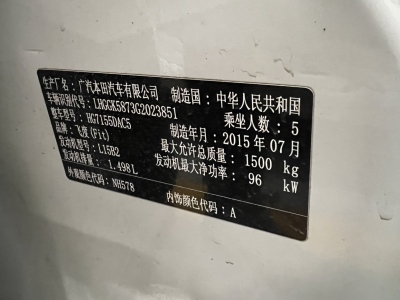 生产厂名：广汽本田汽车有限公司 制造国：中华人民共和国
车辆识别代号：LHGGK5873G2023851 乘坐人数：5
整车型号：HG7155DAC5 制造年月：2015年07月
品牌：飞度(Fit) 最大允许总质量：1500 kg
发动机型号：L15B2 发动机最大净功率：96 kW
发动机排量：1.498L
外观颜色代码：NH578 内饰颜色代码：A